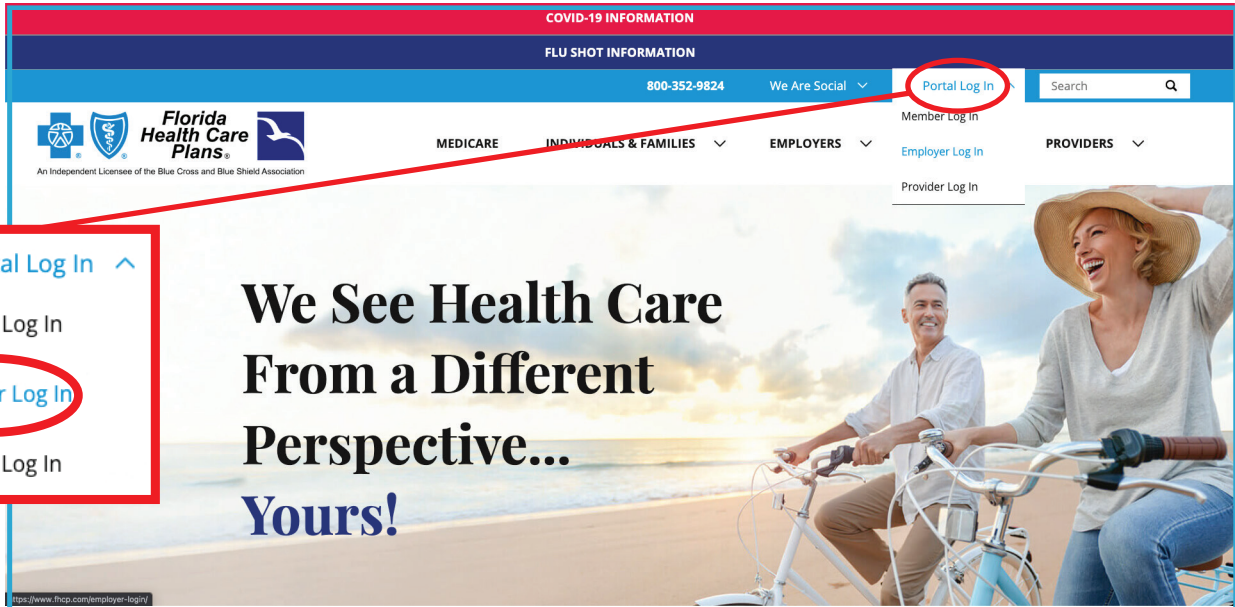 COVID-19 INFORMATION
FLU SHOT INFORMATION
800-352-9824 We Are Social Portal Log In Search
Florida
Health Care
Plans®
An Independent Licensee of the Blue Cross and Blue Shield Association
MEDICARE INDIVIDUALS & FAMILIES EMPLOYERS PROVIDERS
Member Log In
Employer Log In
Provider Log In
al Log In
Log In
r Log In
Log In
We See Health Care
From a Different
Perspective...
Yours!
https://www.fhcp.com/employer-login/